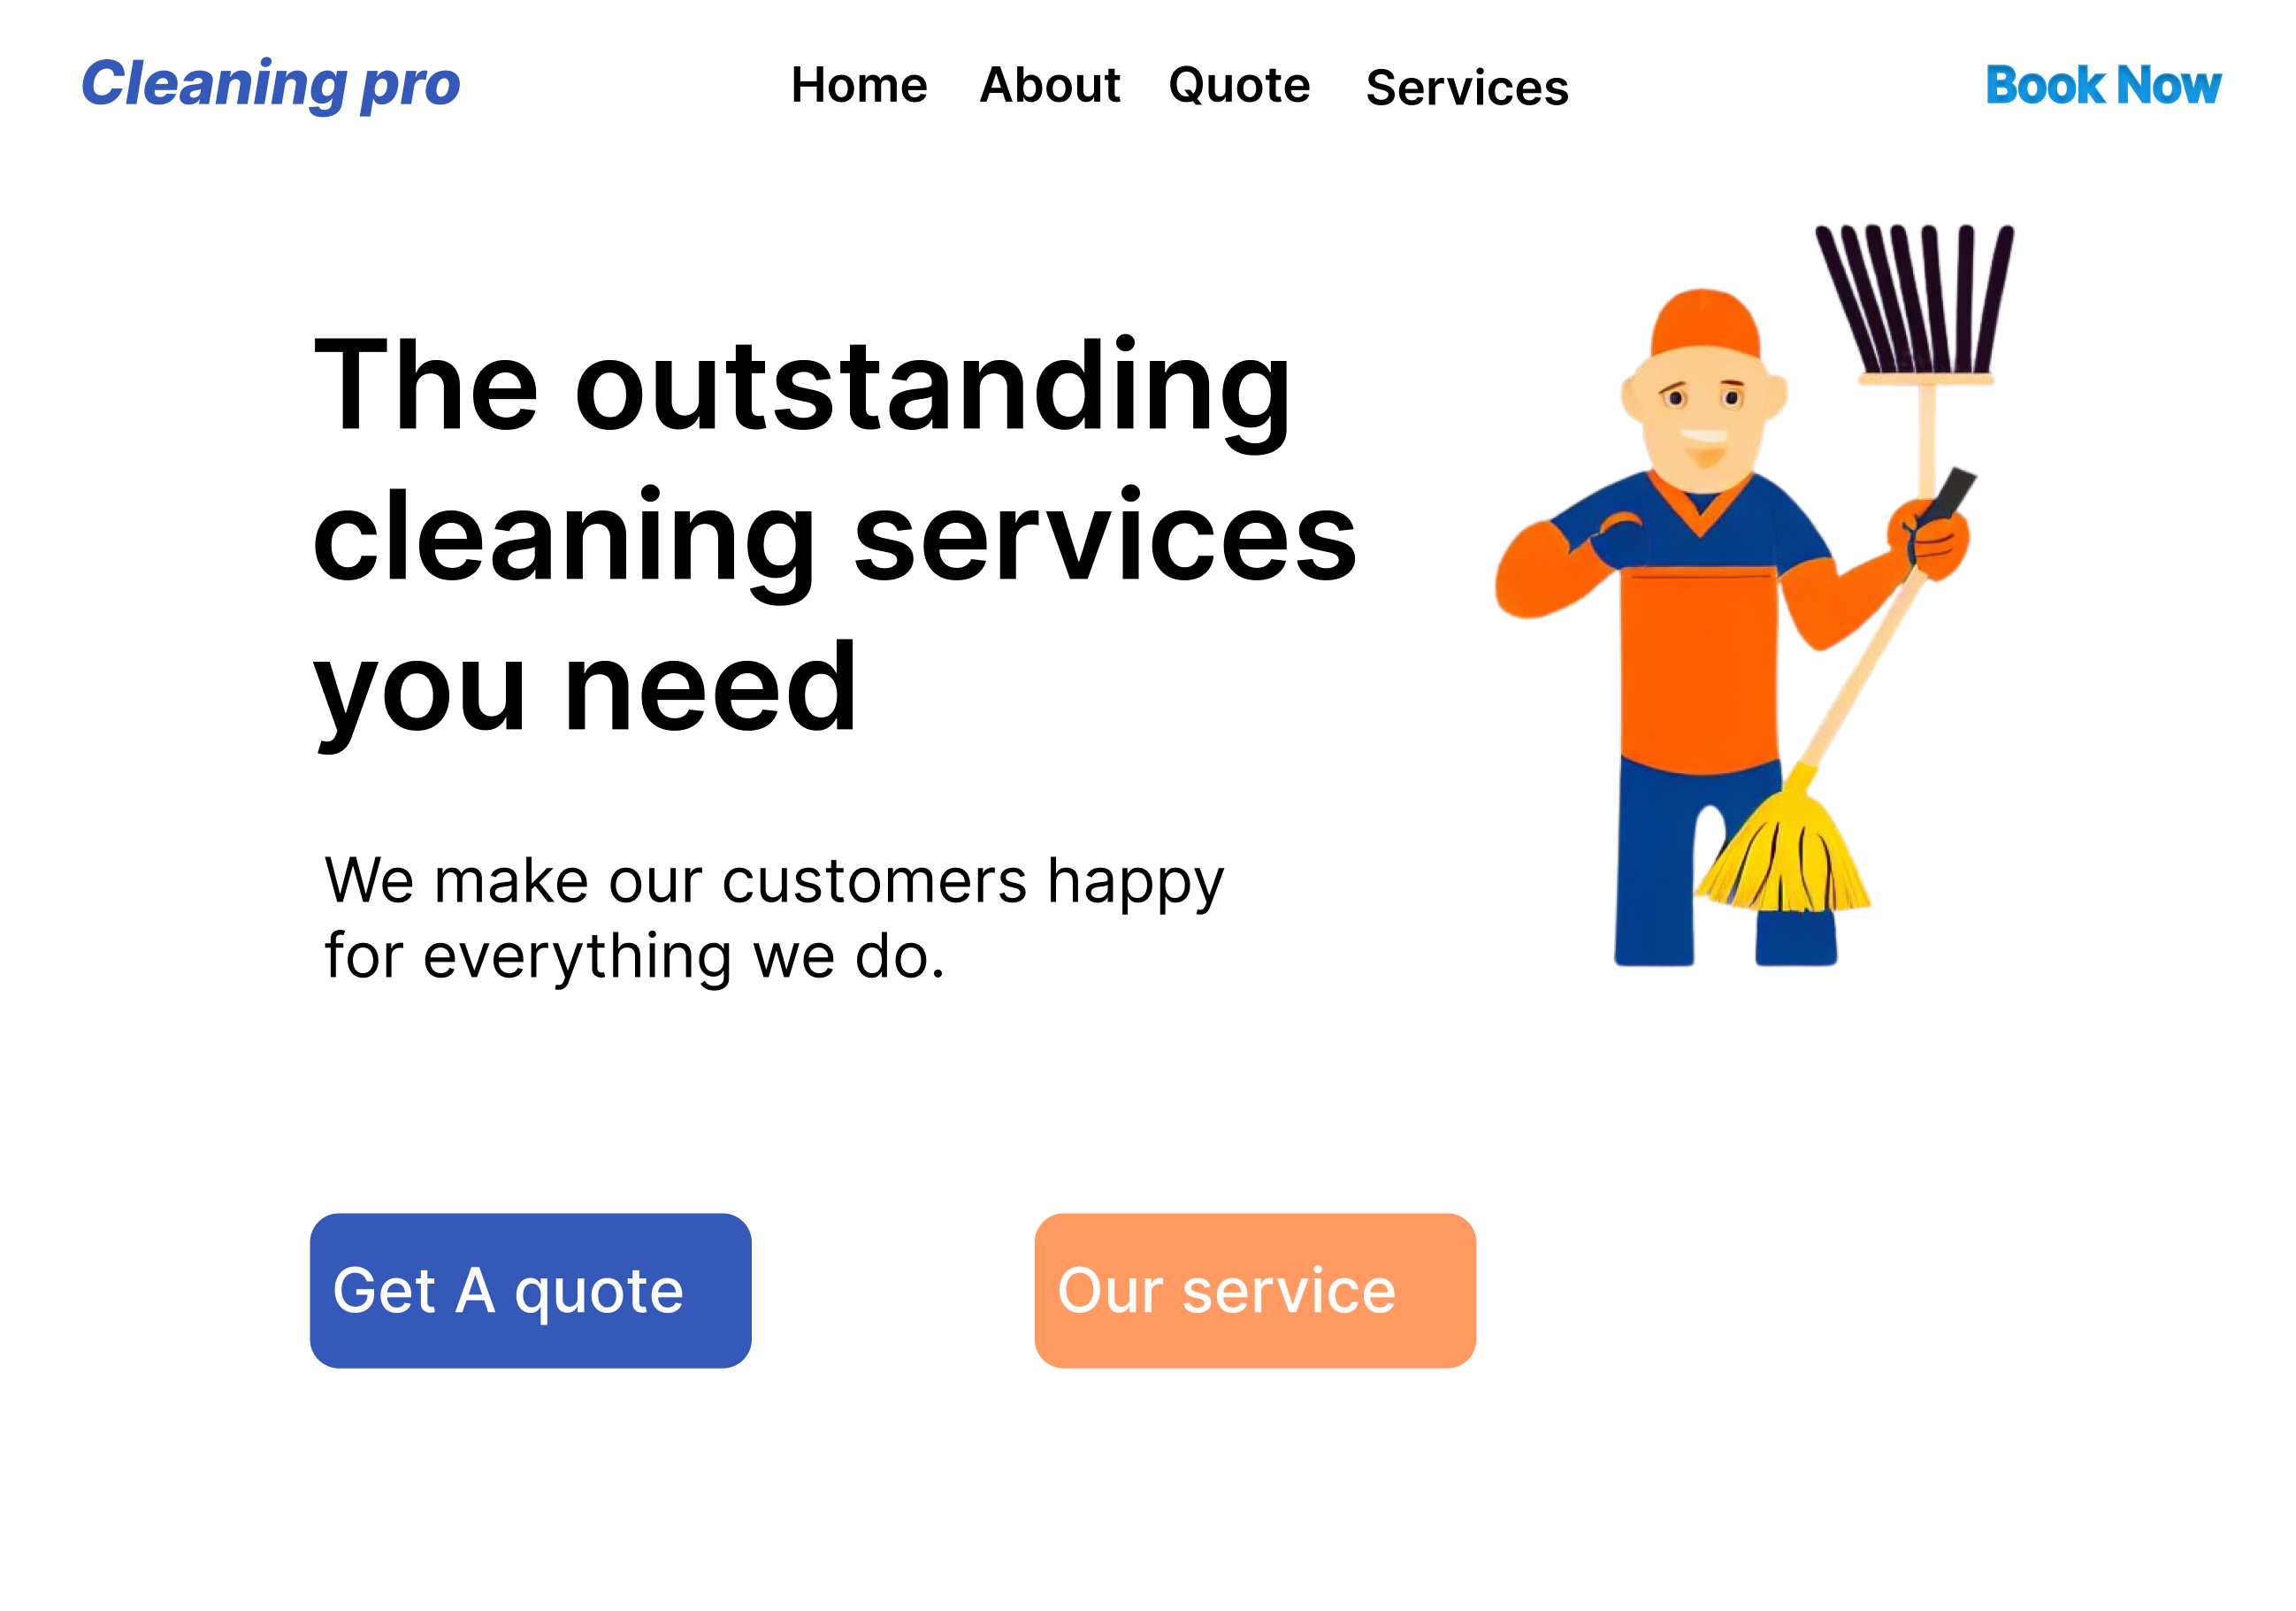 Cleaning pro
Home About Quote Services
Book Now
The outstanding
cleaning services
you need
We make our customers happy
for everything we do.
Get A quote
Our service